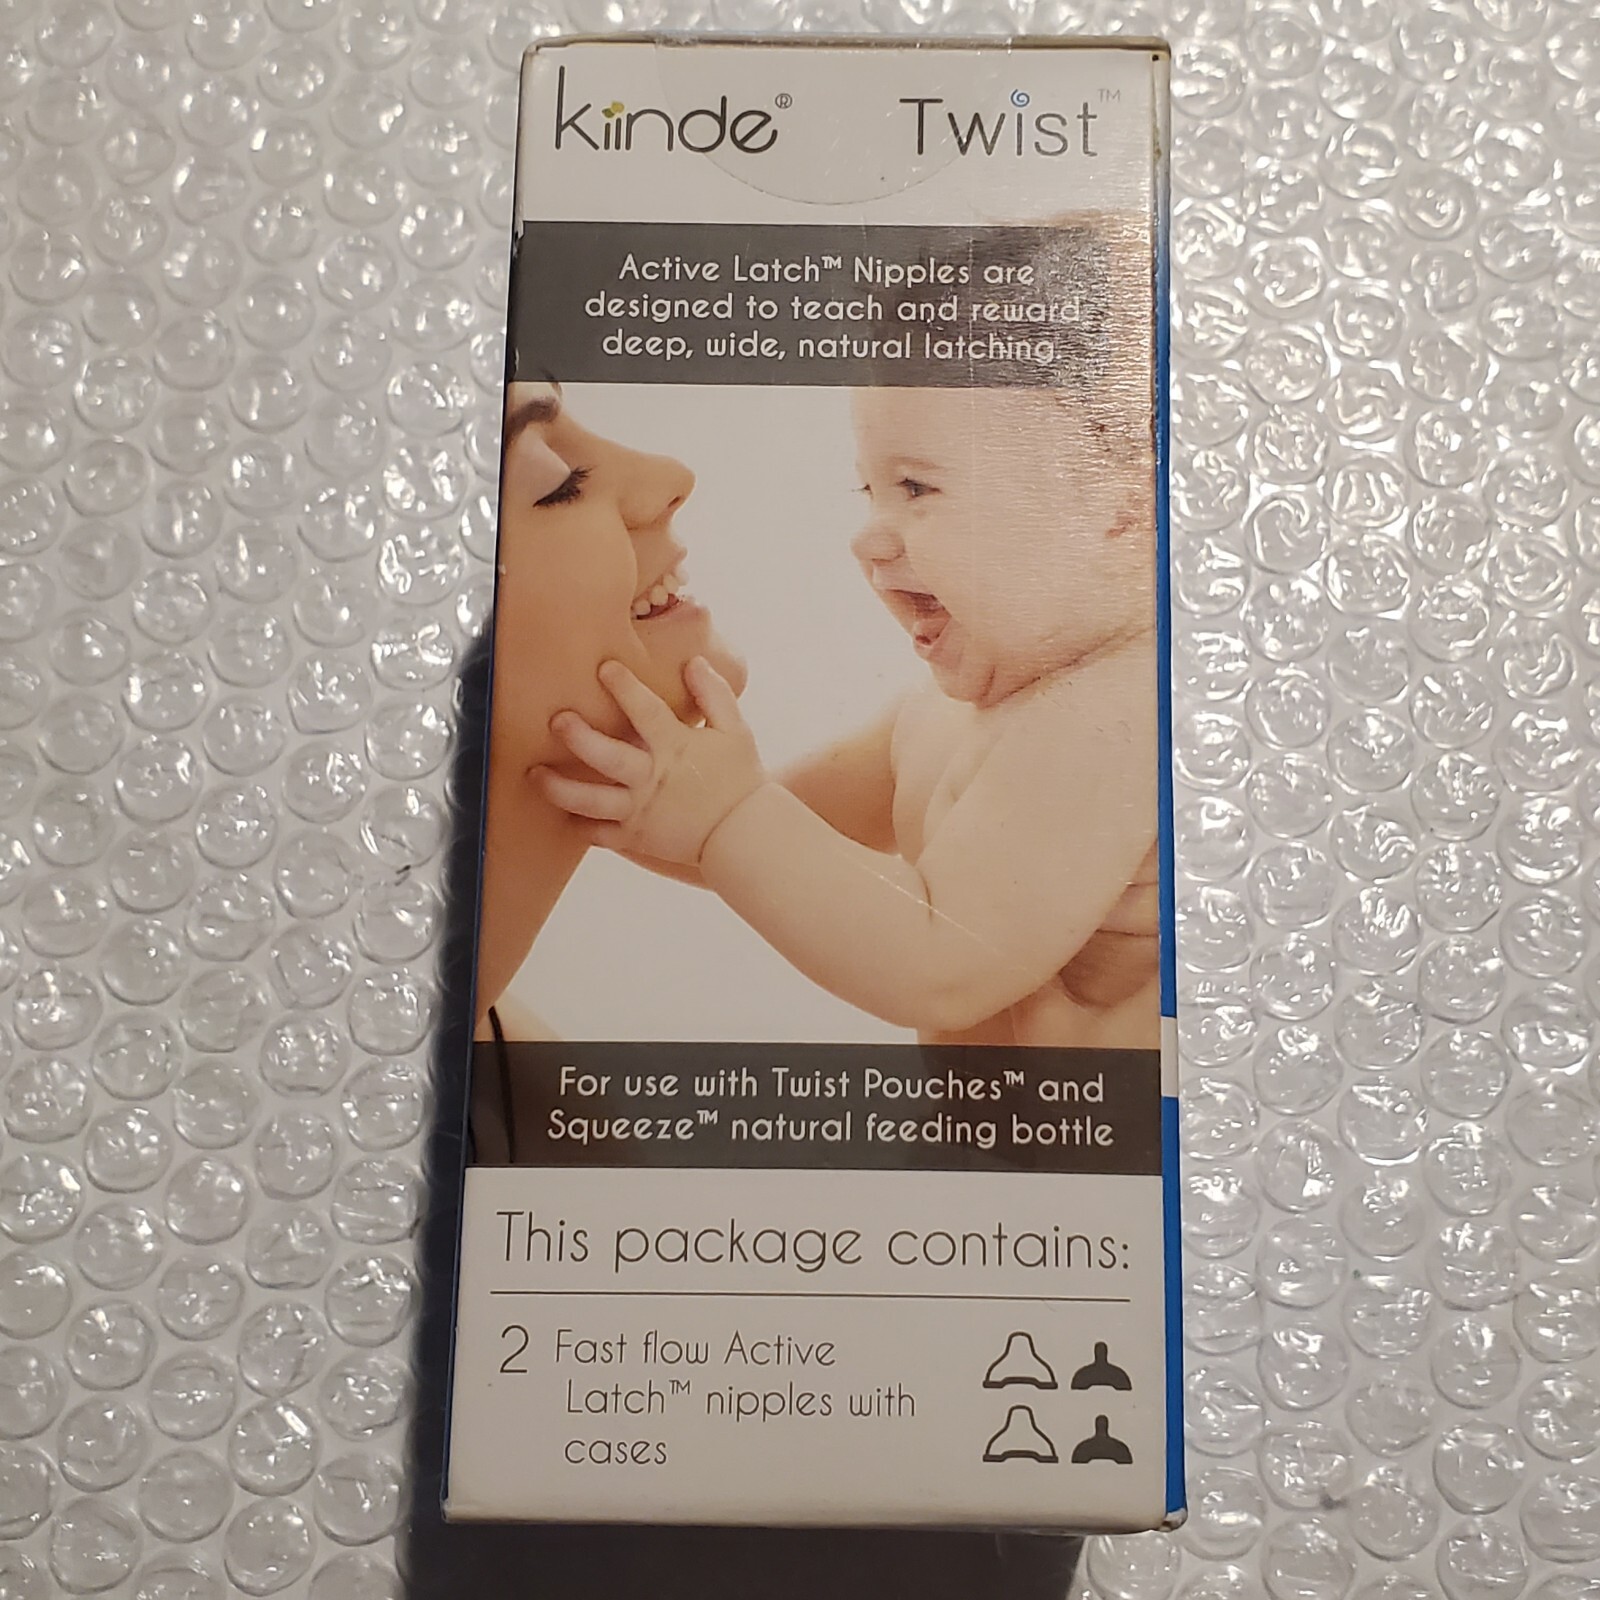 kiinde® Twist™
Active Latch™ Nipples are
designed to teach and reward
deep, wide, natural latching.
For use with Twist Pouches™ and
Squeeze™ natural feeding bottle
This package contains:
2 Fast flow Active
Latch™ nipples with
cases